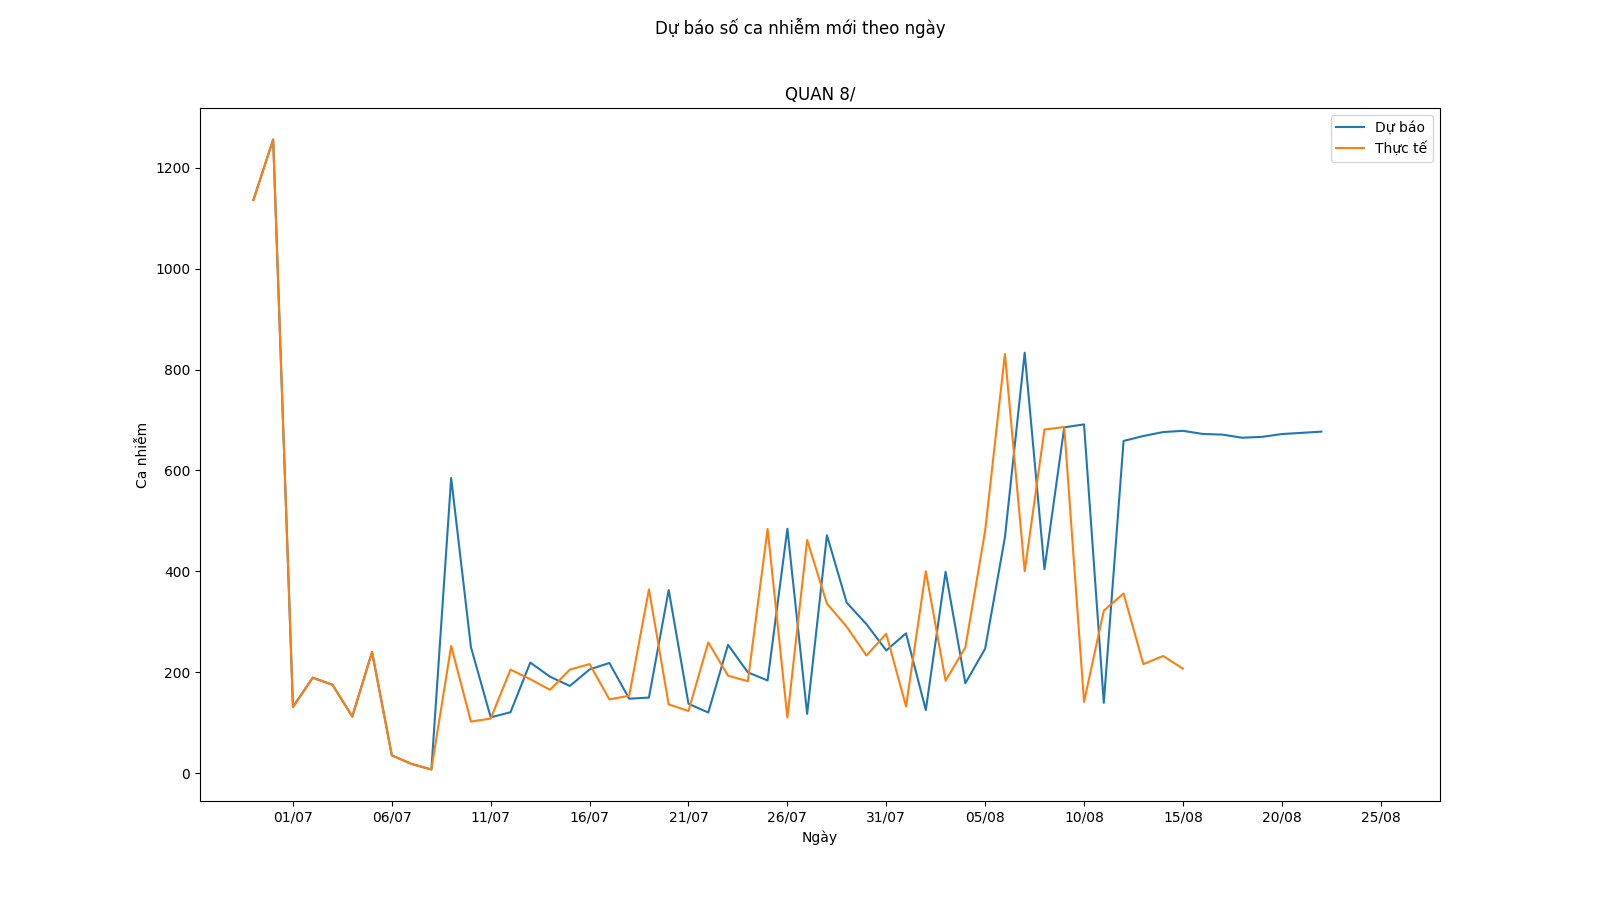 Dự báo số ca nhiễm mới theo ngày
QUAN 8/
Dự báo
Thực tế
1200
1000
800
600
400
200
0
Ca nhiễm
01/07 06/07 11/07 16/07 21/07 26/07 31/07 05/08 10/08 15/08 20/08 25/08
Ngày